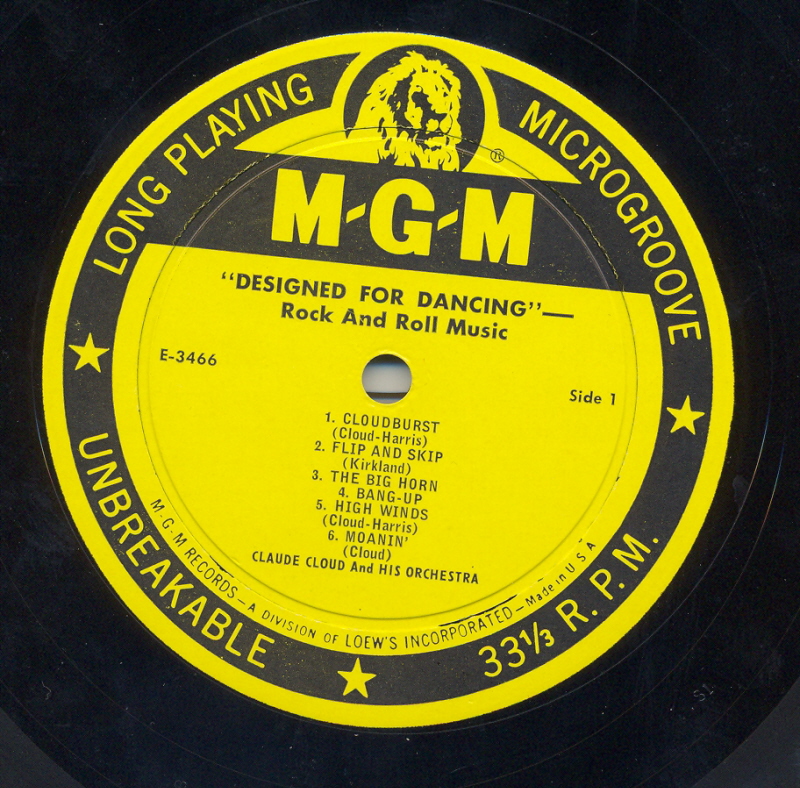 LONG PLAYING
MICROGROOVE
®
M-G-M
"DESIGNED FOR DANCING"—
Rock And Roll Music
E-3466
Side 1
1. CLOUDBURST
(Cloud-Harris)
2. FLIP AND SKIP
(Kirkland)
3. THE BIG HORN
4. BANG-UP
5. HIGH WINDS
(Cloud-Harris)
6. MOANIN'
(Cloud)
CLAUDE CLOUD And HIS ORCHESTRA
M-G-M RECORDS—A DIVISION OF LOEW'S INCORPORATED—Made in U S A
UNBREAKABLE
33⅓ R. P. M.